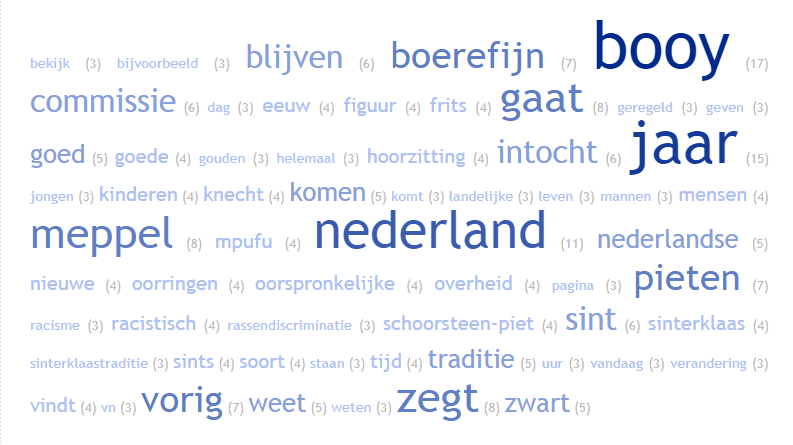 bekijk (3) bijvoorbeeld (3) blijven (6) boerefijn (7) booy (17)
commissie (6) dag (3) eeuw (4) figuur (4) frits (4) gaat (8) geregeld (3) geven (3)
goed (5) goede (4) gouden (3) helemaal (3) hoorzitting (4) intocht (6) jaar (15)
jongen (3) kinderen (4) knecht (4) komen (5) komt (3) landelijke (3) leven (3) mannen (3) mensen (4)
meppel (8) mpufu (4) nederland (11) nederlandse (5)
nieuwe (4) oorringen (4) oorspronkelijke (4) overheid (4) pagina (3) pieten (7)
racisme (3) racistisch (4) rassendiscriminatie (3) schoorsteen-piet (4) sint (6) sinterklaas (4)
sinterklaastraditie (3) sints (4) soort (4) staan (3) tijd (4) traditie (5) uur (3) vandaag (3) verandering (3)
vindt (4) vn (3) vorig (7) weet (5) weten (3) zegt (8) zwart (5)